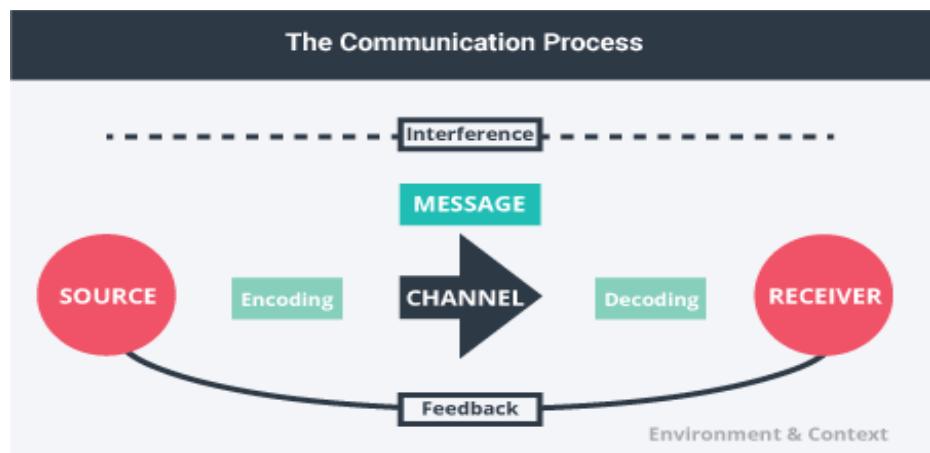 The Communication Process
Interference
MESSAGE
SOURCE
Encoding
CHANNEL
Decoding
RECEIVER
Feedback
Environment & Context